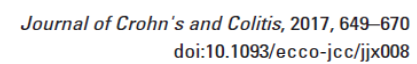 Journal of Crohn's and Colitis, 2017, 649–670
doi:10.1093/ecco-jcc/jjx008